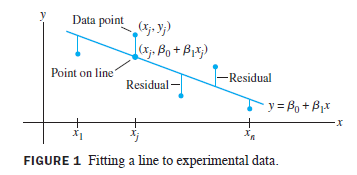 y
Data point
(xⱼ, yⱼ)
(xⱼ, β₀ + β₁xⱼ)
Point on line
Residual
Residual
y = β₀ + β₁x
x
x₁
xⱼ
xₙ
FIGURE 1 Fitting a line to experimental data.